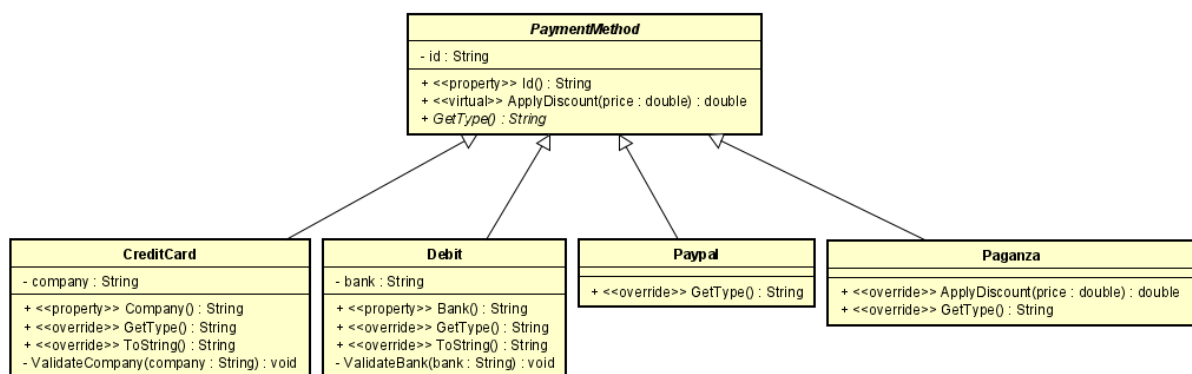 PaymentMethod
- id : String
+ <<property>> Id() : String
+ <<virtual>> ApplyDiscount(price : double) : double
+ GetType() : String
CreditCard
- company : String
+ <<property>> Company() : String
+ <<override>> GetType() : String
+ <<override>> ToString() : String
- ValidateCompany(company : String) : void
Debit
- bank : String
+ <<property>> Bank() : String
+ <<override>> GetType() : String
+ <<override>> ToString() : String
- ValidateBank(bank : String) : void
Paypal
+ <<override>> GetType() : String
Paganza
+ <<override>> ApplyDiscount(price : double) : double
+ <<override>> GetType() : String